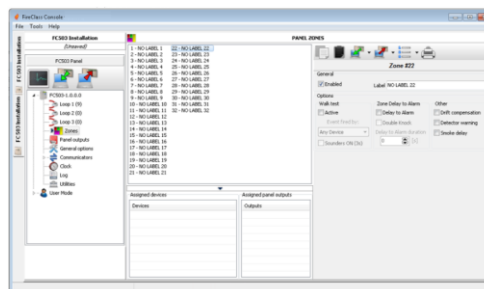 FireClass Console
File Tools Help
FC503 Installation
FC503 Installation
(Unsaved)
FC503 Panel
FC503-1.0.0.0
Loop 1 (9)
Loop 2 (0)
Loop 3 (0)
Zones
Panel outputs
General options
Communicators
Clock
Log
Utilities
User Mode
PANEL ZONES
1 - NO LABEL 1
2 - NO LABEL 2
3 - NO LABEL 3
4 - NO LABEL 4
5 - NO LABEL 5
6 - NO LABEL 6
7 - NO LABEL 7
8 - NO LABEL 8
9 - NO LABEL 9
10 - NO LABEL 10
11 - NO LABEL 11
12 - NO LABEL 12
13 - NO LABEL 13
14 - NO LABEL 14
15 - NO LABEL 15
16 - NO LABEL 16
17 - NO LABEL 17
18 - NO LABEL 18
19 - NO LABEL 19
20 - NO LABEL 20
21 - NO LABEL 21
22 - NO LABEL 22
23 - NO LABEL 23
24 - NO LABEL 24
25 - NO LABEL 25
26 - NO LABEL 26
27 - NO LABEL 27
28 - NO LABEL 28
29 - NO LABEL 29
30 - NO LABEL 30
31 - NO LABEL 31
32 - NO LABEL 32
Assigned devices
Devices
Assigned panel outputs
Outputs
Zone #22
General
Enabled
Label NO LABEL 22
Options
Walk test
Active
Any Device
Sounders ON (3s)
Zone Delay to Alarm
Delay to Alarm
Double Knock
Delay to Alarm duration
0
Other
Drift compensation
Detector warning
Smoke delay